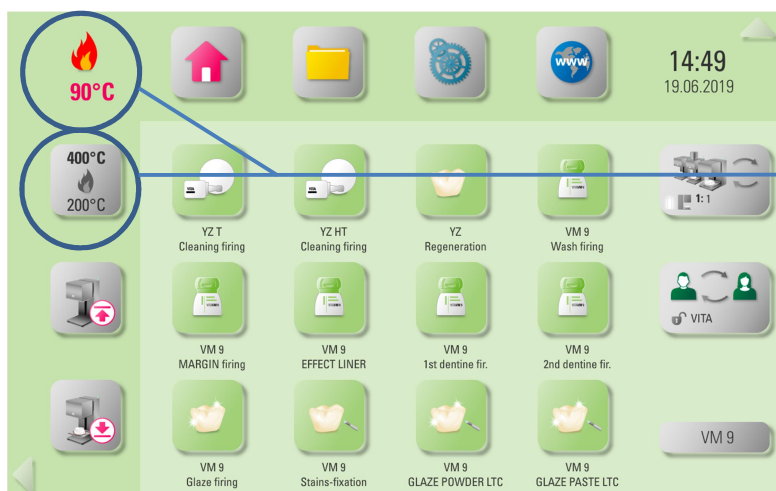 90°C
www
14:49
19.06.2019
400°C
200°C
1:1
YZ T
Cleaning firing
YZ HT
Cleaning firing
YZ
Regeneration
VM 9
Wash firing
VITA
VM 9
MARGIN firing
VM 9
EFFECT LINER
VM 9
1st dentine fir.
VM 9
2nd dentine fir.
VM 9
VM 9
Glaze firing
VM 9
Stains-fixation
VM 9
GLAZE POWDER LTC
VM 9
GLAZE PASTE LTC